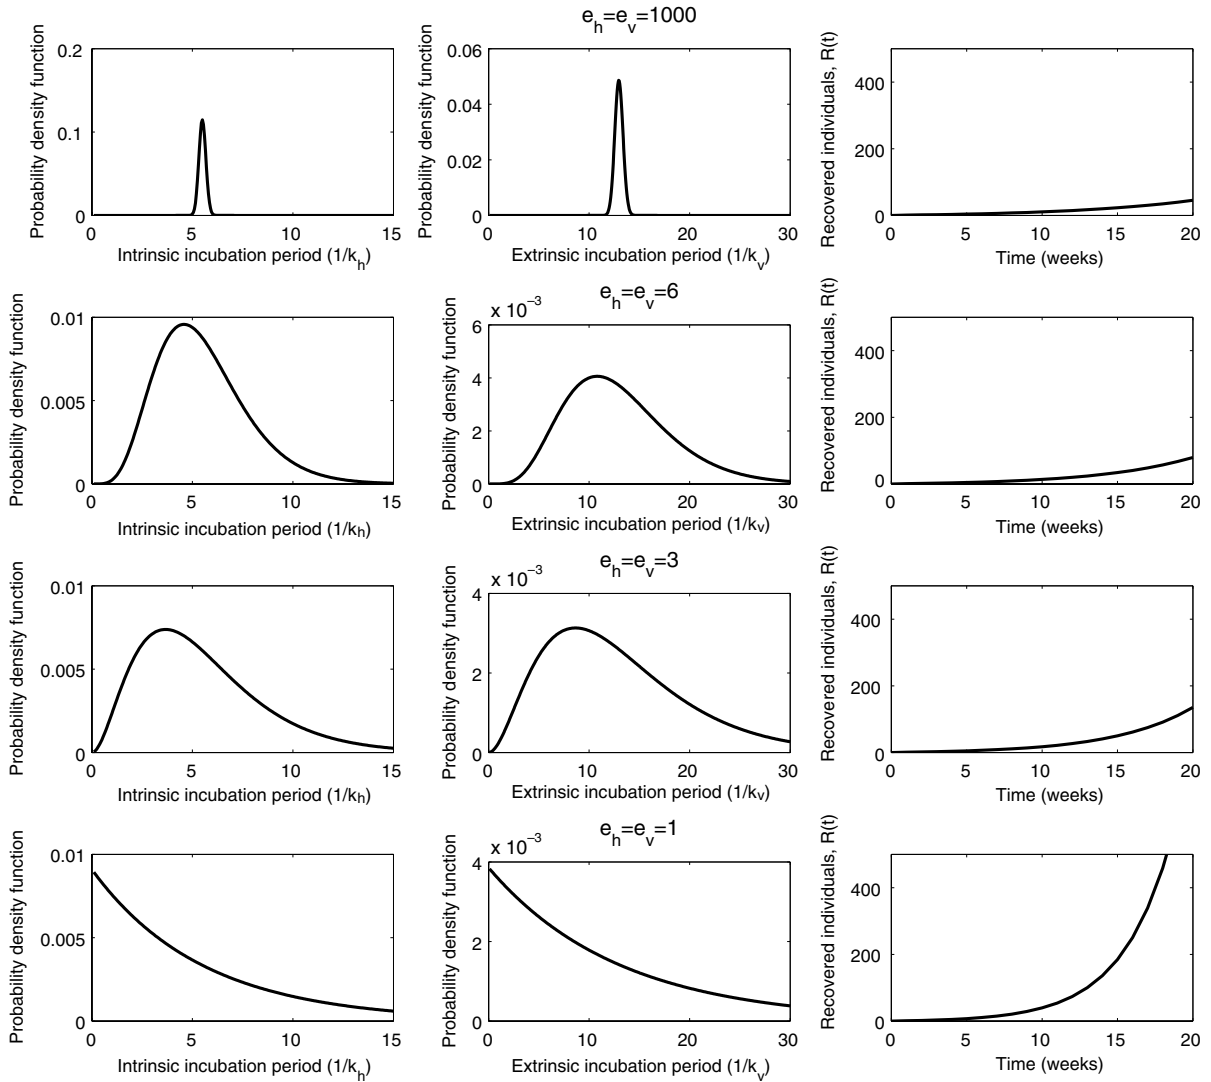 e_h=e_v=1000
Probability density function
0.2
0.1
0
0 5 10 15
Intrinsic incubation period (1/k_h)
Probability density function
0.06
0.04
0.02
0
0 10 20 30
Extrinsic incubation period (1/k_v)
Recovered individuals, R(t)
400
200
0
0 5 10 15 20
Time (weeks)
e_h=e_v=6
Probability density function
0.01
0.005
0
0 5 10 15
Intrinsic incubation period (1/k_h)
Probability density function
x 10^−3
6
4
2
0
0 10 20 30
Extrinsic incubation period (1/k_v)
Recovered individuals, R(t)
400
200
0
0 5 10 15 20
Time (weeks)
e_h=e_v=3
Probability density function
0.01
0.005
0
0 5 10 15
Intrinsic incubation period (1/k_h)
Probability density function
x 10^−3
4
2
0
0 10 20 30
Extrinsic incubation period (1/k_v)
Recovered individuals, R(t)
400
200
0
0 5 10 15 20
Time (weeks)
e_h=e_v=1
Probability density function
0.01
0.005
0
0 5 10 15
Intrinsic incubation period (1/k_h)
Probability density function
x 10^−3
4
2
0
0 10 20 30
Extrinsic incubation period (1/k_v)
Recovered individuals, R(t)
400
200
0
0 5 10 15 20
Time (weeks)